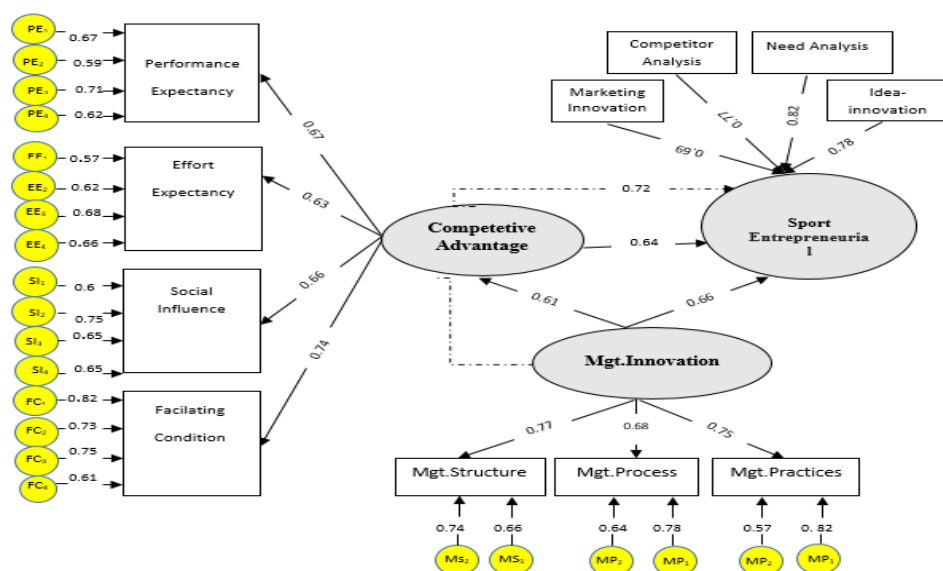 PE₁
0.67
PE₂
0.59
PE₃
0.71
PE₄
0.62
Performance
Expectancy
EE₁
0.57
EE₂
0.62
EE₃
0.68
EE₄
0.66
Effort
Expectancy
SI₁
0.6
SI₂
0.75
SI₃
0.65
SI₄
0.65
Social
Influence
FC₁
0.82
FC₂
0.73
FC₃
0.75
FC₄
0.61
Facilating
Condition
0.67
0.63
0.66
0.74
Competetive
Advantage
Competitor
Analysis
Need Analysis
Marketing
Innovation
Idea-
innovation
0.69
0.77
0.82
0.78
0.72
0.64
Sport
Entrepreneuria
l
0.61
0.66
Mgt.Innovation
0.77
0.68
0.75
Mgt.Structure
Mgt.Process
Mgt.Practices
0.74
0.66
0.64
0.78
0.57
0. 82
Ms₂
MS₁
MP₂
MP₁
MP₂
MP₁